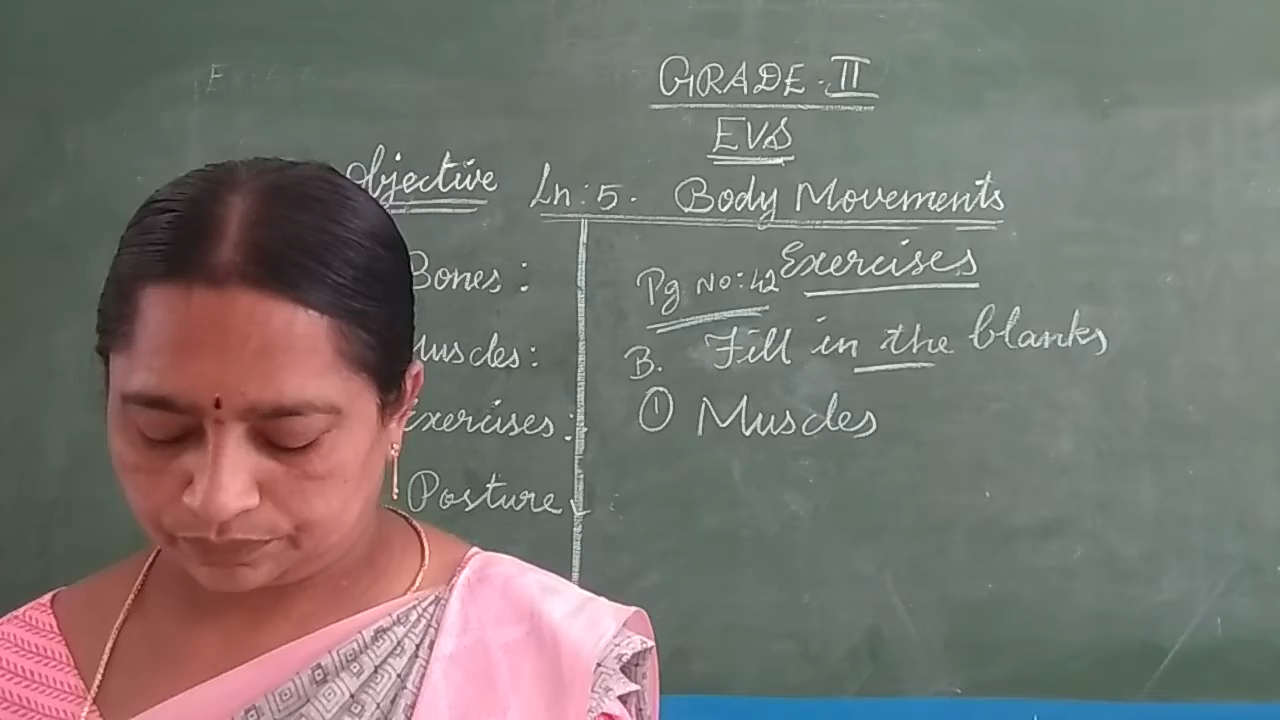 GRADE-II
EVS
Objective Ln: 5. Body Movements
Bones:
Muscles:
Exercises:
Posture
Exercises
Pg No: 42
B. Fill in the blanks
① Muscles